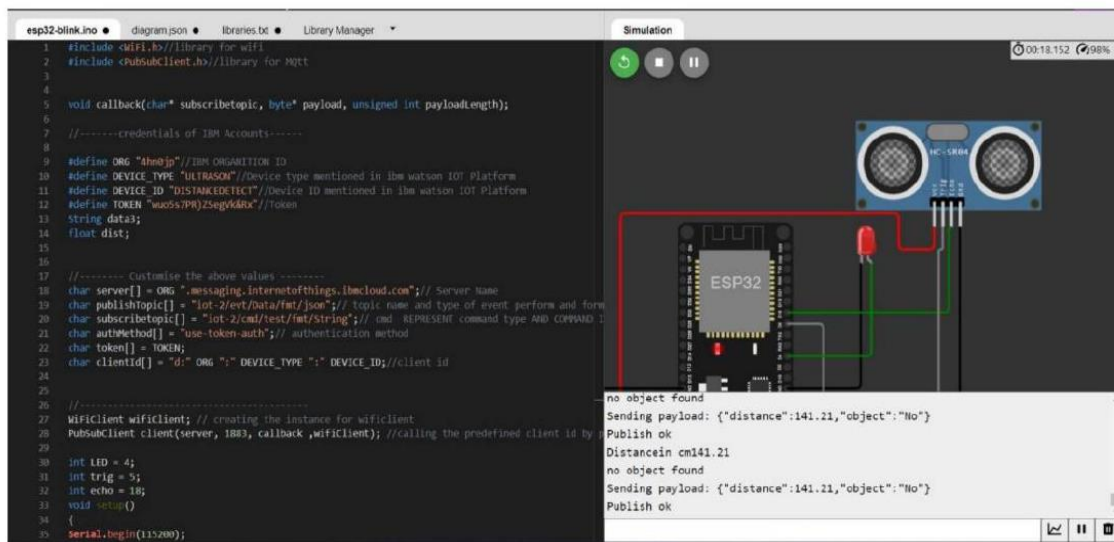 esp32-blink.ino ● diagram.json ● libraries.txt ● Library Manager
1 #include <WiFi.h>//library for wifi
2 #include <PubSubClient.h>//library for MQtt
3
4
5 void callback(char* subscribetopic, byte* payload, unsigned int payloadLength);
6
7 //-------credentials of IBM Accounts------
8
9 #define ORG "4hn0jp"//IBM ORGANITION ID
10 #define DEVICE_TYPE "ULTRASON"//Device type mentioned in ibm watson IOT Platform
11 #define DEVICE_ID "DISTANCEDETECT"//Device ID mentioned in ibm watson IOT Platform
12 #define TOKEN "wuo5s7PR)Z5egVk&Rx"//Token
13 String data3;
14 float dist;
15
16
17 //-------- Customise the above values --------
18 char server[] = ORG ".messaging.internetofthings.ibmcloud.com";// Server Name
19 char publishTopic[] = "iot-2/evt/Data/fmt/json";// topic name and type of event perform and form
20 char subscribetopic[] = "iot-2/cmd/test/fmt/String";// cmd REPRESENT command type AND COMMAND I
21 char authMethod[] = "use-token-auth";// authentication method
22 char token[] = TOKEN;
23 char clientId[] = "d:" ORG ":" DEVICE_TYPE ":" DEVICE_ID;//client id
24
25
26 //-----------------------------------------
27 WiFiClient wifiClient; // creating the instance for wificlient
28 PubSubClient client(server, 1883, callback ,wifiClient); //calling the predefined client id by p
29
30 int LED = 4;
31 int trig = 5;
32 int echo = 18;
33 void setup()
34 {
35 Serial.begin(115200);
Simulation
00:18.152 98%
HC-SR04
Vcc Trig Echo Gnd
ESP32
no object found
Sending payload: {"distance":141.21,"object":"No"}
Publish ok
Distancein cm141.21
no object found
Sending payload: {"distance":141.21,"object":"No"}
Publish ok